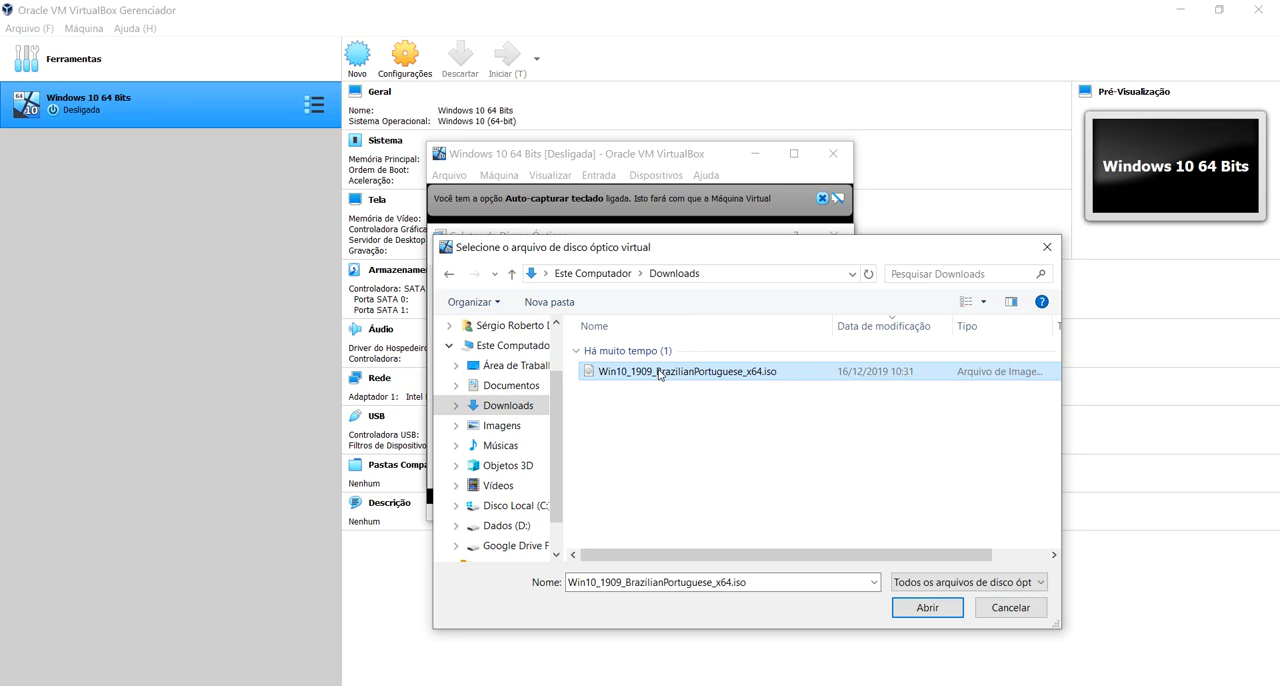 Oracle VM VirtualBox Gerenciador
Arquivo (F) Máquina Ajuda (H)
Ferramentas
Novo Configurações Descartar Iniciar (T)
64 10 Windows 10 64 Bits
Desligada
Geral
Nome: Windows 10 64 Bits
Sistema Operacional: Windows 10 (64-bit)
Sistema
Memória Principal:
Ordem de Boot:
Aceleração:
Tela
Memória de Vídeo:
Controladora Gráfica
Servidor de Desktop
Gravação:
Armazename
Controladora: SATA
Porta SATA 0:
Porta SATA 1:
Áudio
Driver do Hospedeir
Controladora:
Rede
Adaptador 1: Intel
USB
Controladora USB:
Filtros de Dispositivo
Pastas Compa
Nenhum
Descrição
Nenhum
Pré-Visualização
Windows 10 64 Bits
Windows 10 64 Bits [Desligada] - Oracle VM VirtualBox
Arquivo Máquina Visualizar Entrada Dispositivos Ajuda
Você tem a opção Auto-capturar teclado ligada. Isto fará com que a Máquina Virtual
Selecione o arquivo de disco óptico virtual
Este Computador > Downloads
Pesquisar Downloads
Organizar Nova pasta
Sérgio Roberto
Este Computado
Área de Trabal
Documentos
Downloads
Imagens
Músicas
Objetos 3D
Vídeos
Disco Local (C:
Dados (D:)
Google Drive F
Nome Data de modificação Tipo
Há muito tempo (1)
Win10_1909_BrazilianPortuguese_x64.iso 16/12/2019 10:31 Arquivo de Image...
Nome: Win10_1909_BrazilianPortuguese_x64.iso Todos os arquivos de disco ópt
Abrir Cancelar